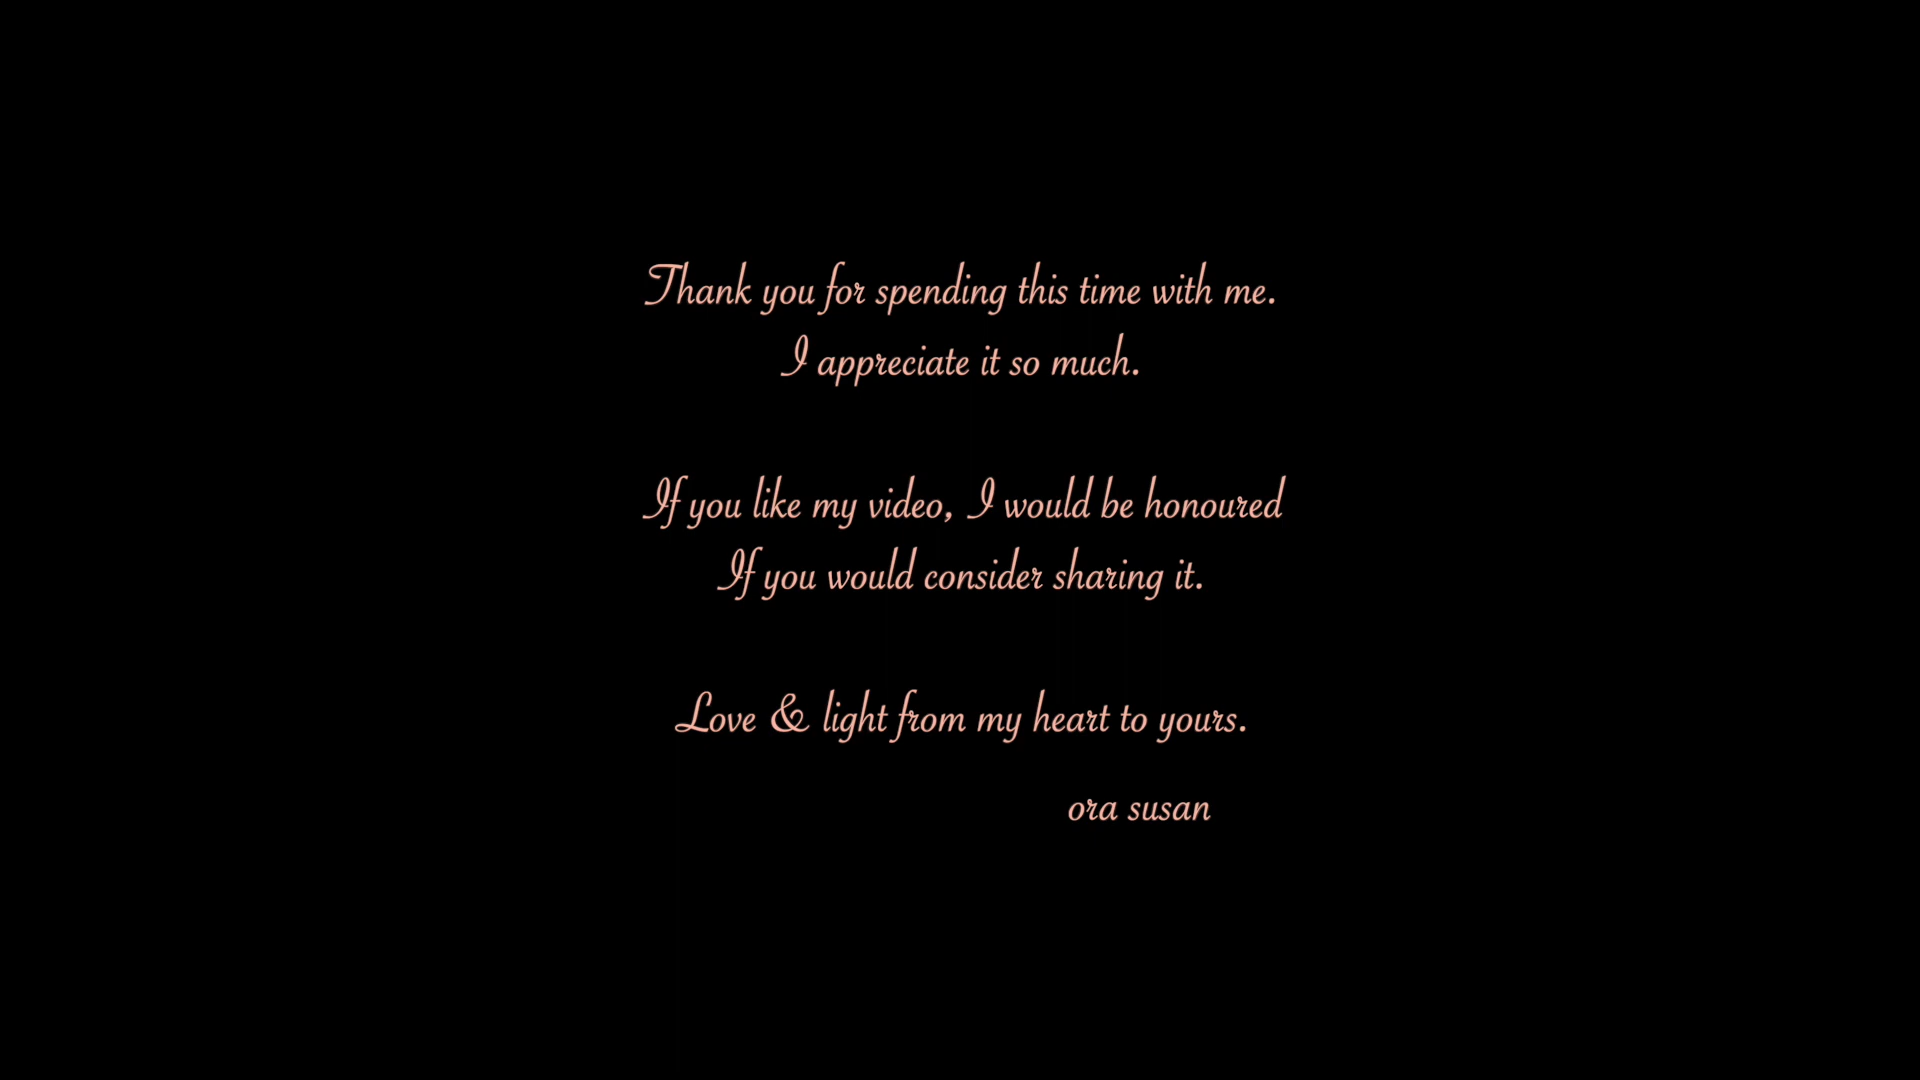 Thank you for spending this time with me.
I appreciate it so much.
If you like my video, I would be honoured
If you would consider sharing it.
Love & light from my heart to yours.
ora susan